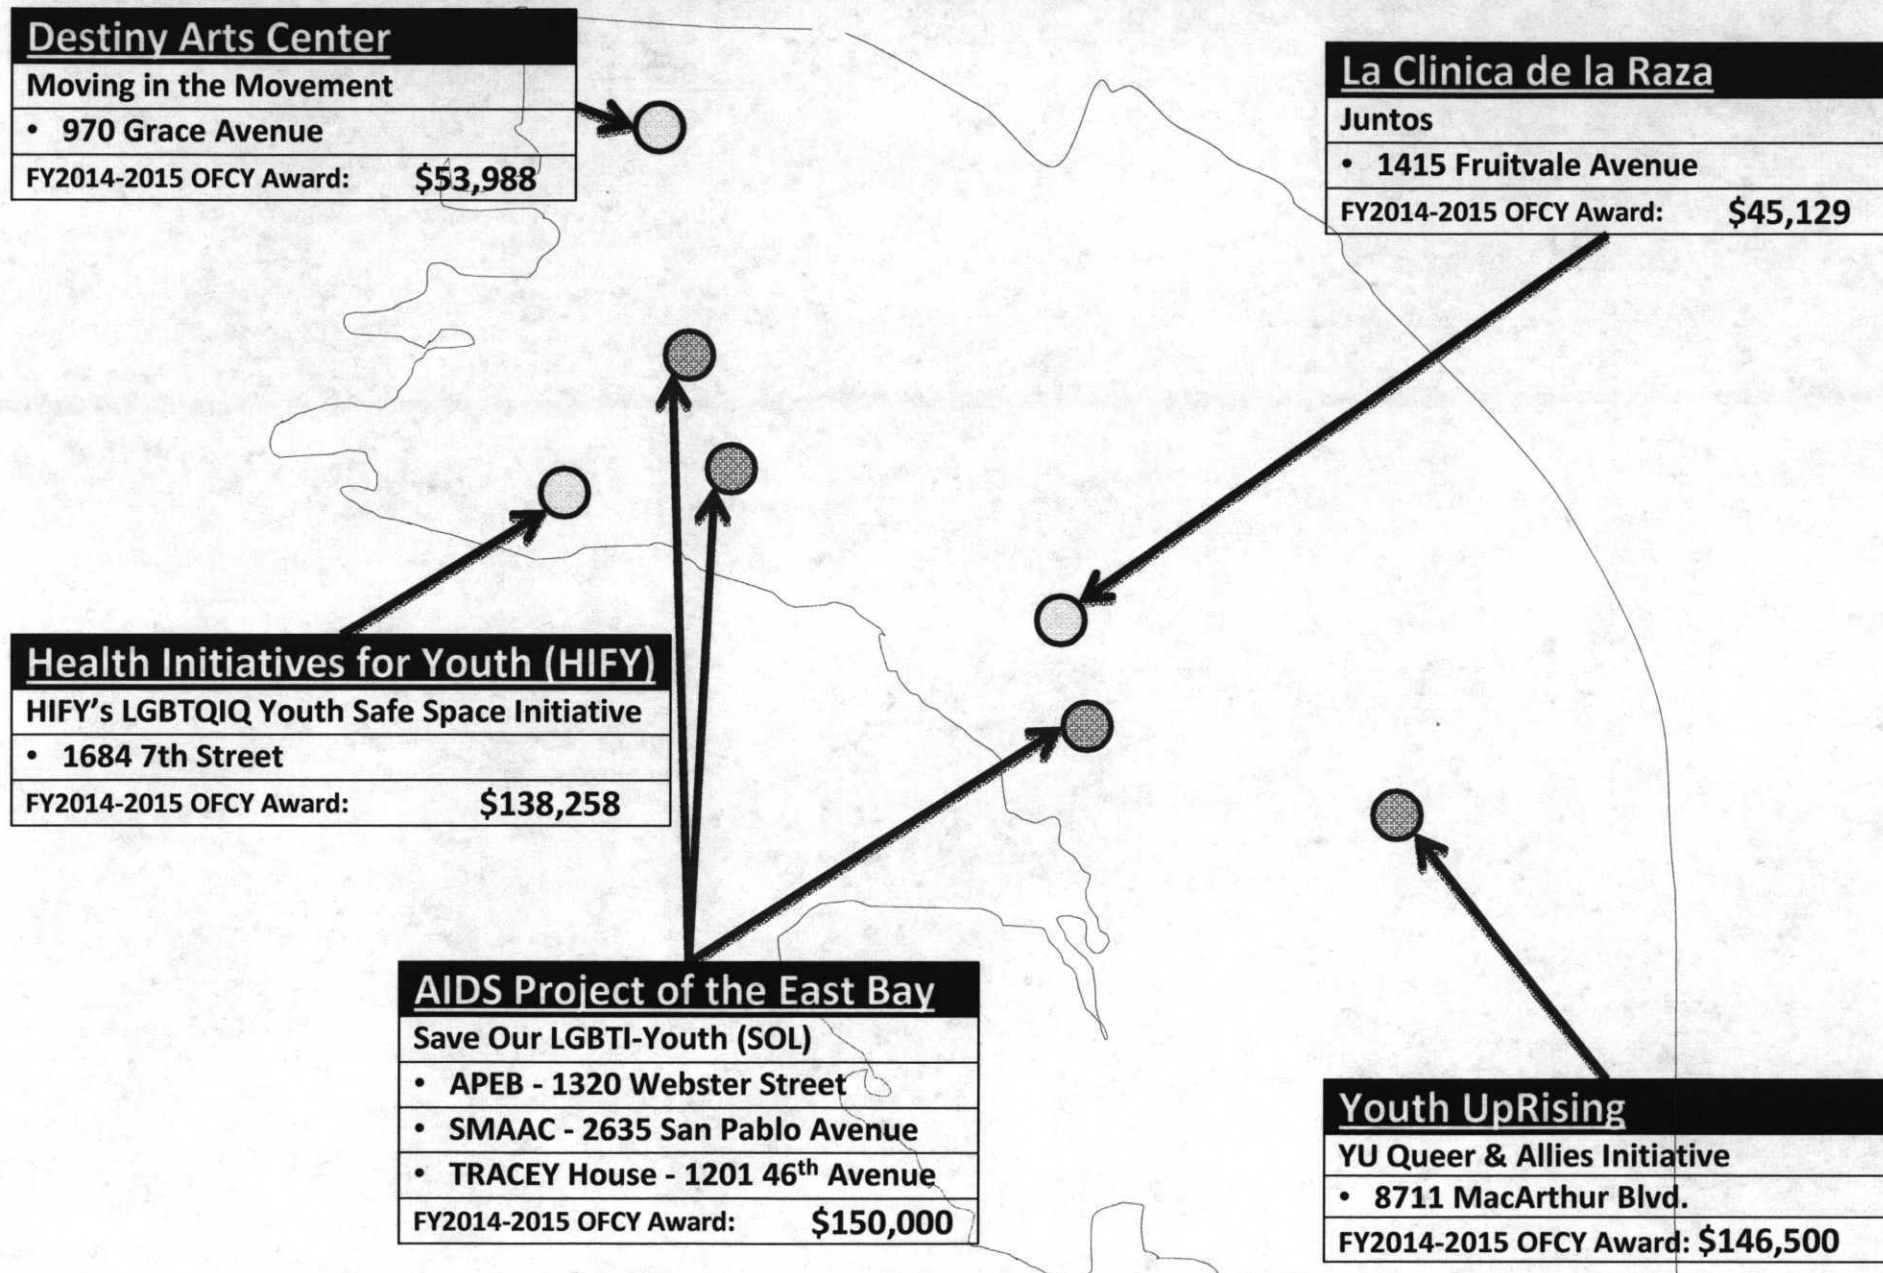 Destiny Arts Center
Moving in the Movement
• 970 Grace Avenue
FY2014-2015 OFCY Award: $53,988
La Clinica de la Raza
Juntos
• 1415 Fruitvale Avenue
FY2014-2015 OFCY Award: $45,129
Health Initiatives for Youth (HIFY)
HIFY's LGBTQIQ Youth Safe Space Initiative
• 1684 7th Street
FY2014-2015 OFCY Award: $138,258
AIDS Project of the East Bay
Save Our LGBTI-Youth (SOL)
• APEB - 1320 Webster Street
• SMAAC - 2635 San Pablo Avenue
• TRACEY House - 1201 46th Avenue
FY2014-2015 OFCY Award: $150,000
Youth UpRising
YU Queer & Allies Initiative
• 8711 MacArthur Blvd.
FY2014-2015 OFCY Award: $146,500